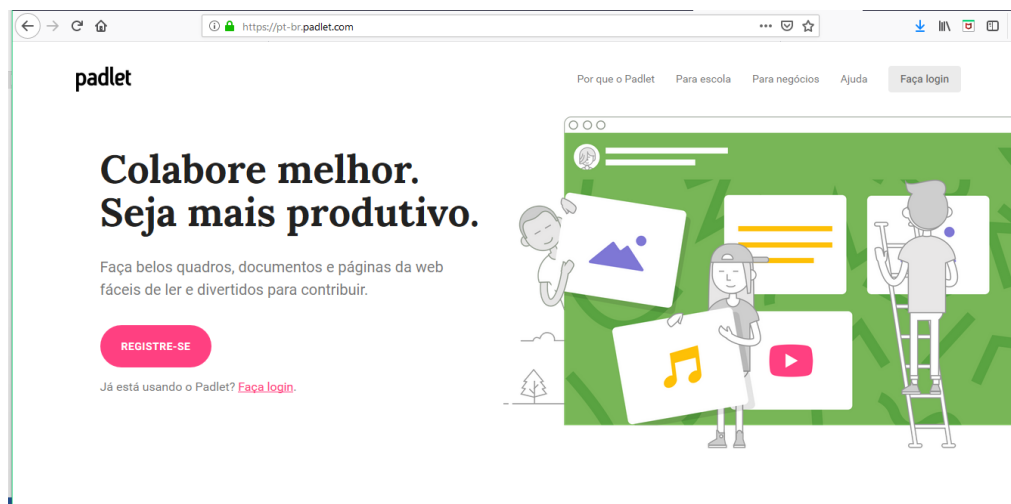 https://pt-br.padlet.com
padlet
Por que o Padlet Para escola Para negócios Ajuda Faça login
Colabore melhor.
Seja mais produtivo.
Faça belos quadros, documentos e páginas da web
fáceis de ler e divertidos para contribuir.
REGISTRE-SE
Já está usando o Padlet? Faça login.